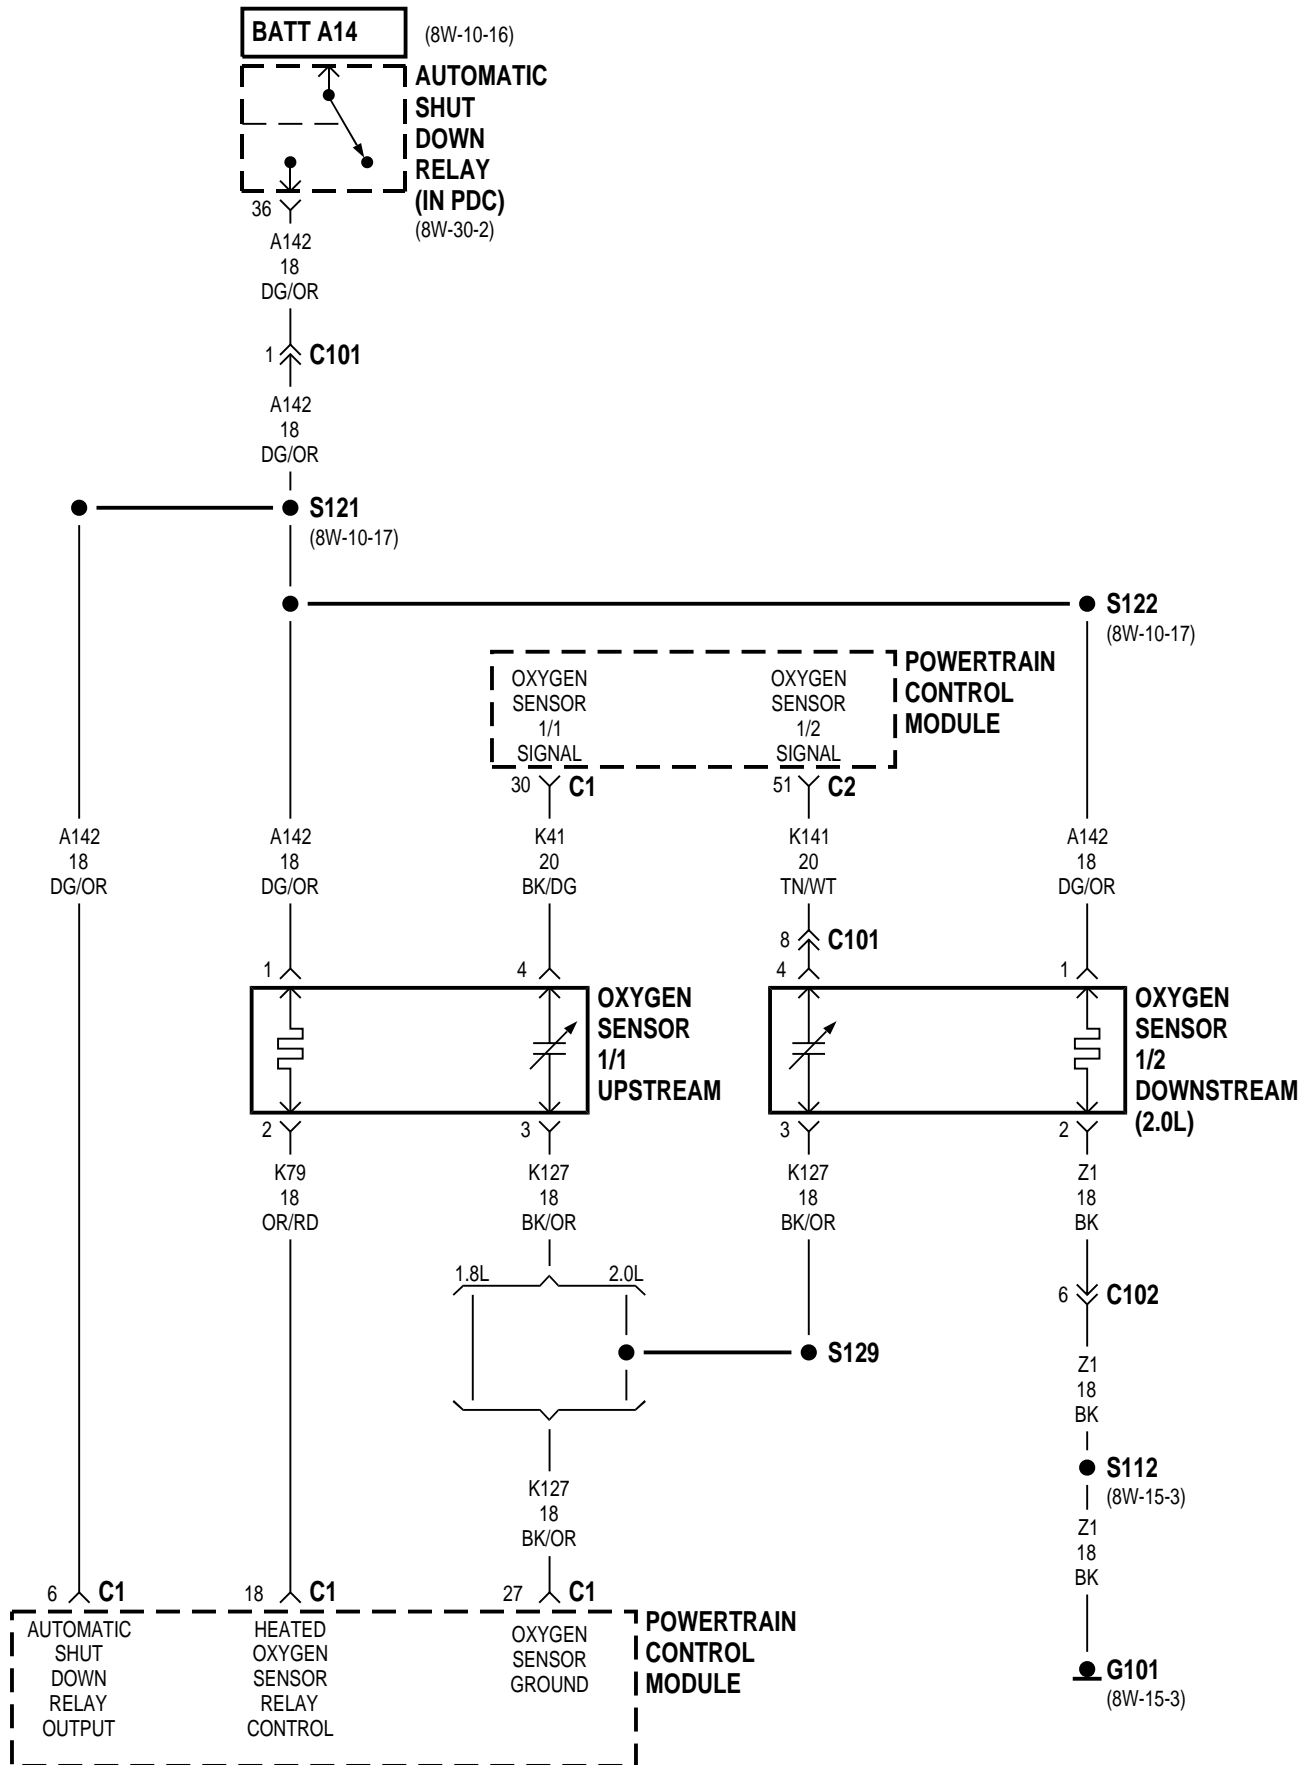 BATT A14
(8W-10-16)
AUTOMATIC
SHUT
DOWN
RELAY
(IN PDC)
(8W-30-2)
36
A142
18
DG/OR
1
C101
A142
18
DG/OR
S121
(8W-10-17)
S122
(8W-10-17)
OXYGEN
SENSOR
1/1
SIGNAL
OXYGEN
SENSOR
1/2
SIGNAL
POWERTRAIN
CONTROL
MODULE
30
C1
51
C2
A142
18
DG/OR
A142
18
DG/OR
K41
20
BK/DG
K141
20
TN/WT
A142
18
DG/OR
8
C101
1
4
4
1
OXYGEN
SENSOR
1/1
UPSTREAM
OXYGEN
SENSOR
1/2
DOWNSTREAM
(2.0L)
2
3
3
2
K79
18
OR/RD
K127
18
BK/OR
K127
18
BK/OR
Z1
18
BK
1.8L
2.0L
6
C102
S129
Z1
18
BK
S112
(8W-15-3)
K127
18
BK/OR
Z1
18
BK
6
C1
18
C1
27
C1
AUTOMATIC
SHUT
DOWN
RELAY
OUTPUT
HEATED
OXYGEN
SENSOR
RELAY
CONTROL
OXYGEN
SENSOR
GROUND
POWERTRAIN
CONTROL
MODULE
G101
(8W-15-3)